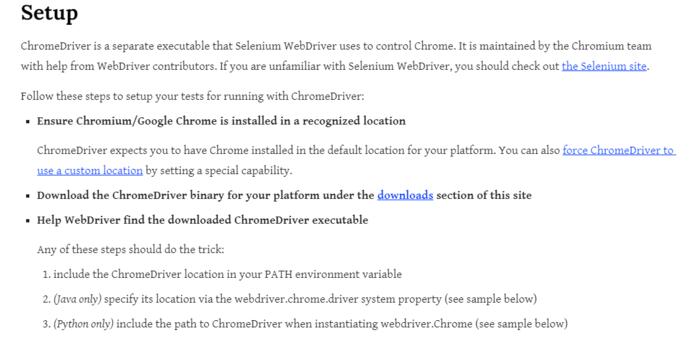 Setup
ChromeDriver is a separate executable that Selenium WebDriver uses to control Chrome. It is maintained by the Chromium team
with help from WebDriver contributors. If you are unfamiliar with Selenium WebDriver, you should check out the Selenium site.
Follow these steps to setup your tests for running with ChromeDriver:
▪ Ensure Chromium/Google Chrome is installed in a recognized location
ChromeDriver expects you to have Chrome installed in the default location for your platform. You can also force ChromeDriver to
use a custom location by setting a special capability.
▪ Download the ChromeDriver binary for your platform under the downloads section of this site
▪ Help WebDriver find the downloaded ChromeDriver executable
Any of these steps should do the trick:
1. include the ChromeDriver location in your PATH environment variable
2. (Java only) specify its location via the webdriver.chrome.driver system property (see sample below)
3. (Python only) include the path to ChromeDriver when instantiating webdriver.Chrome (see sample below)